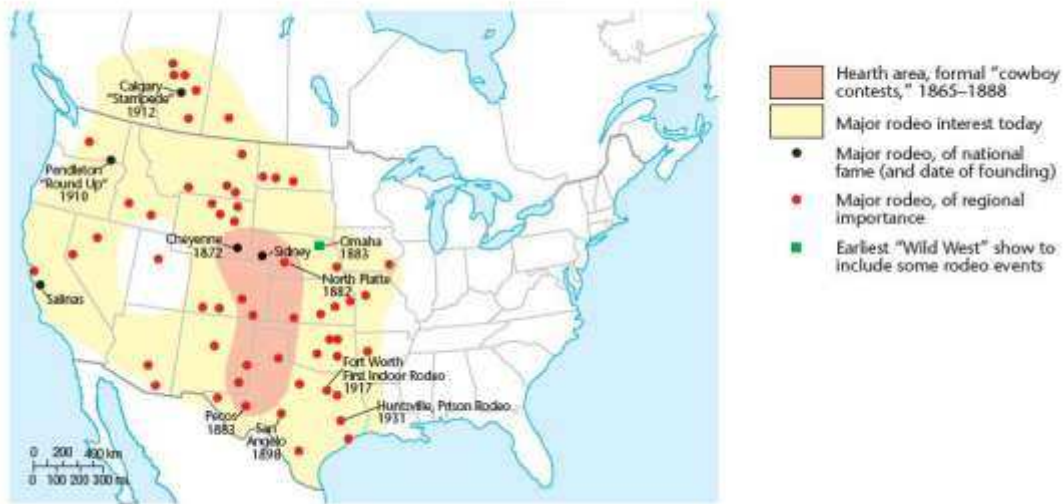 Calgary
"Stampede"
1912
Pendleton
"Round Up"
1910
Cheyenne
1872
Sidney
Omaha
1883
North Platte
1882
Salinas
Fort Worth
First Indoor Rodeo
1917
Huntsville, Prison Rodeo
1931
Pecos
1883
San
Angelo
1898
0 200 400 km
0 100 200 300 mi.
Hearth area, formal "cowboy
contests," 1865–1888
Major rodeo interest today
Major rodeo, of national
fame (and date of founding)
Major rodeo, of regional
importance
Earliest "Wild West" show to
include some rodeo events